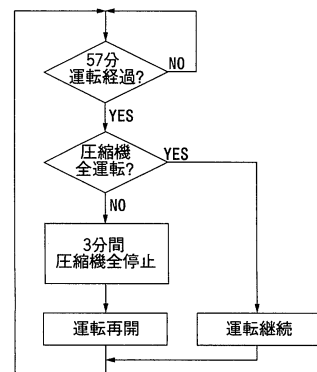 57分
運転経過?
NO
YES
圧縮機
全運転?
YES
NO
3分間
圧縮機全停止
運転再開
運転継続